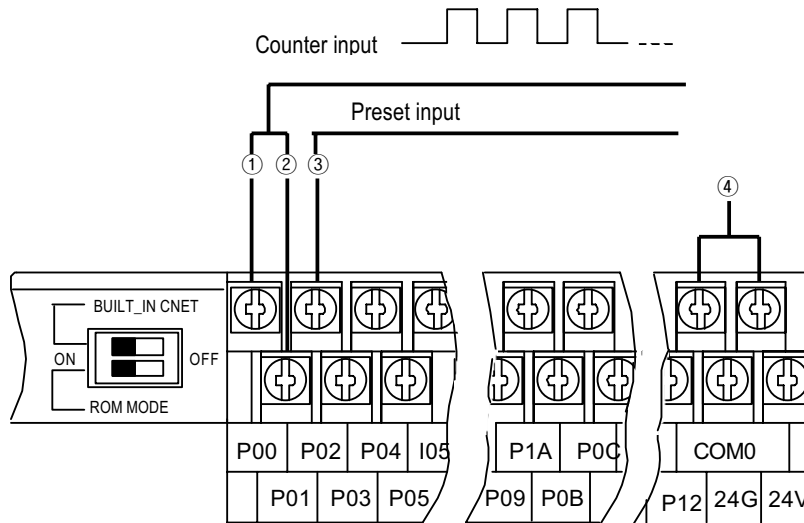 Counter input
Preset input
① ② ③
④
BUILT_IN CNET
ON OFF
ROM MODE
P00 P02 P04 I05 P1A P0C COM0
P01 P03 P05 P09 P0B P12 24G 24V